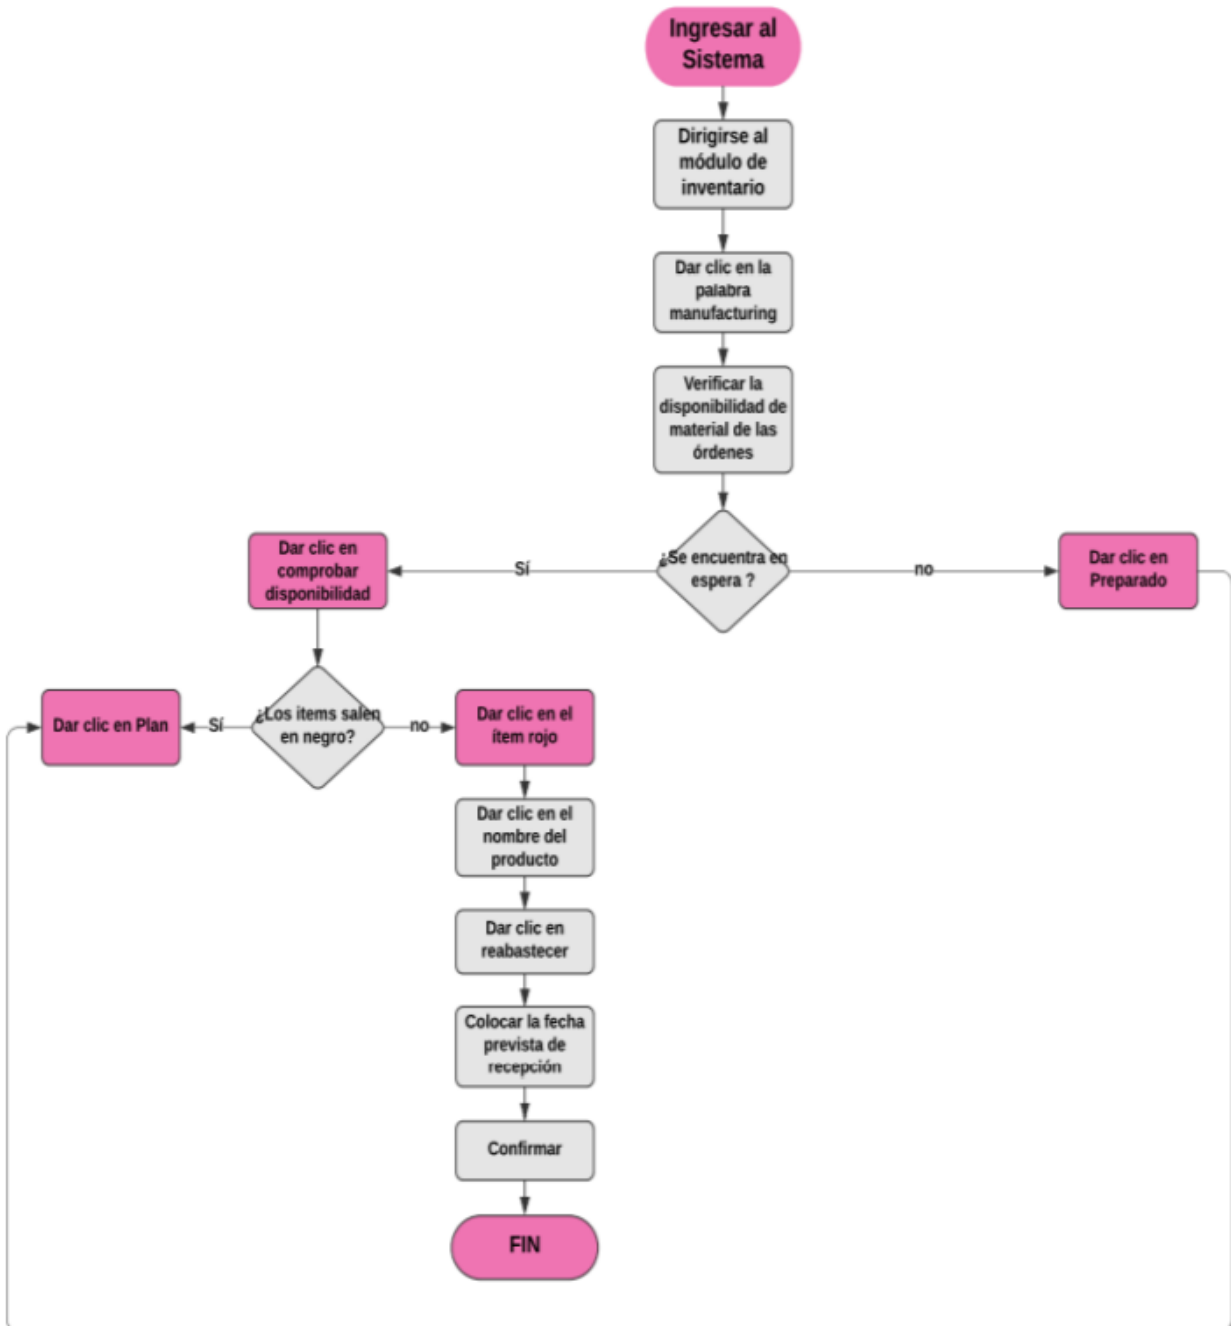 Ingresar al
Sistema
Dirigirse al
módulo de
inventario
Dar clic en la
palabra
manufacturing
Verificar la
disponibilidad de
material de las
órdenes
¿Se encuentra en
espera ?
Sí
no
Dar clic en
comprobar
disponibilidad
Dar clic en
Preparado
¿Los items salen
en negro?
Sí
no
Dar clic en Plan
Dar clic en el
ítem rojo
Dar clic en el
nombre del
producto
Dar clic en
reabastecer
Colocar la fecha
prevista de
recepción
Confirmar
FIN